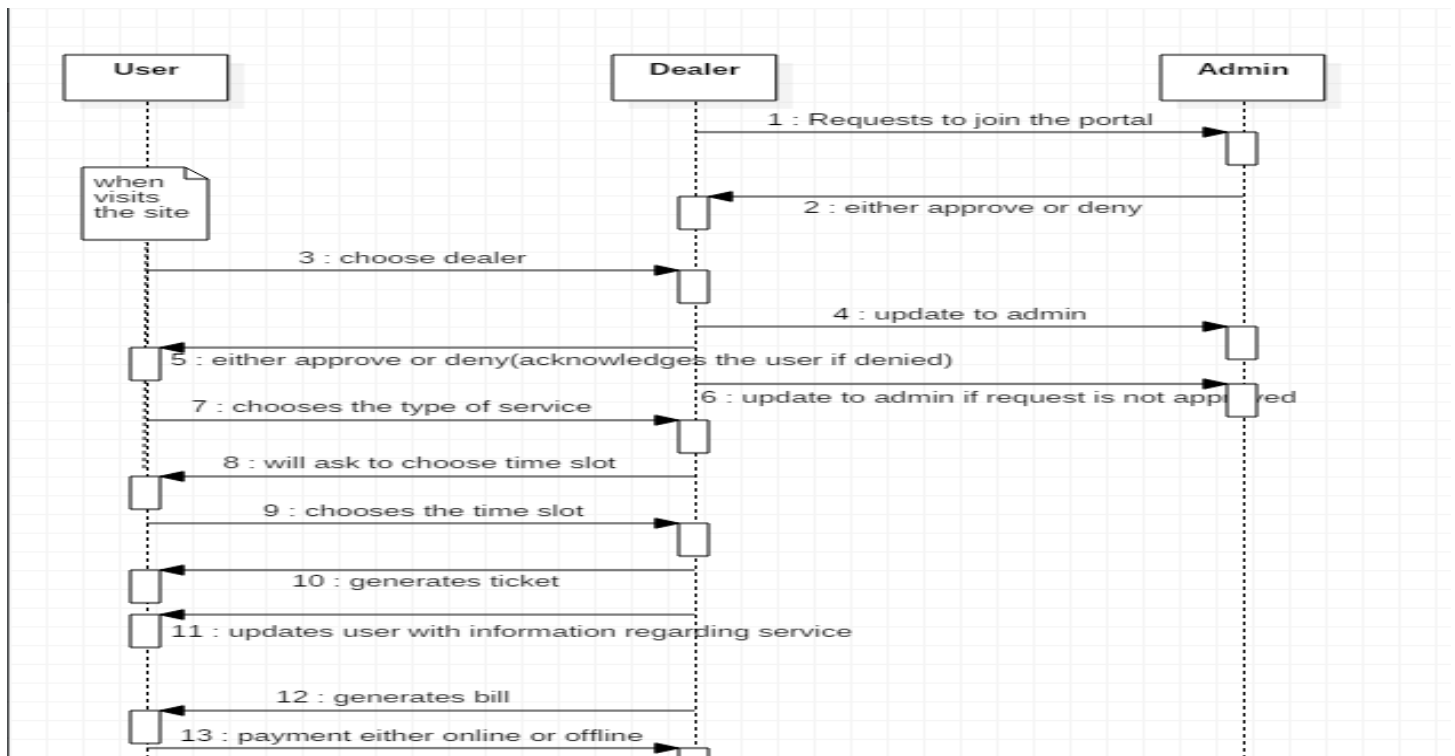 User
Dealer
Admin
1 : Requests to join the portal
when
visits
the site
2 : either approve or deny
3 : choose dealer
4 : update to admin
5 : either approve or deny(acknowledges the user if denied)
6 : update to admin if request is not approved
7 : chooses the type of service
8 : will ask to choose time slot
9 : chooses the time slot
10 : generates ticket
11 : updates user with information regarding service
12 : generates bill
13 : payment either online or offline